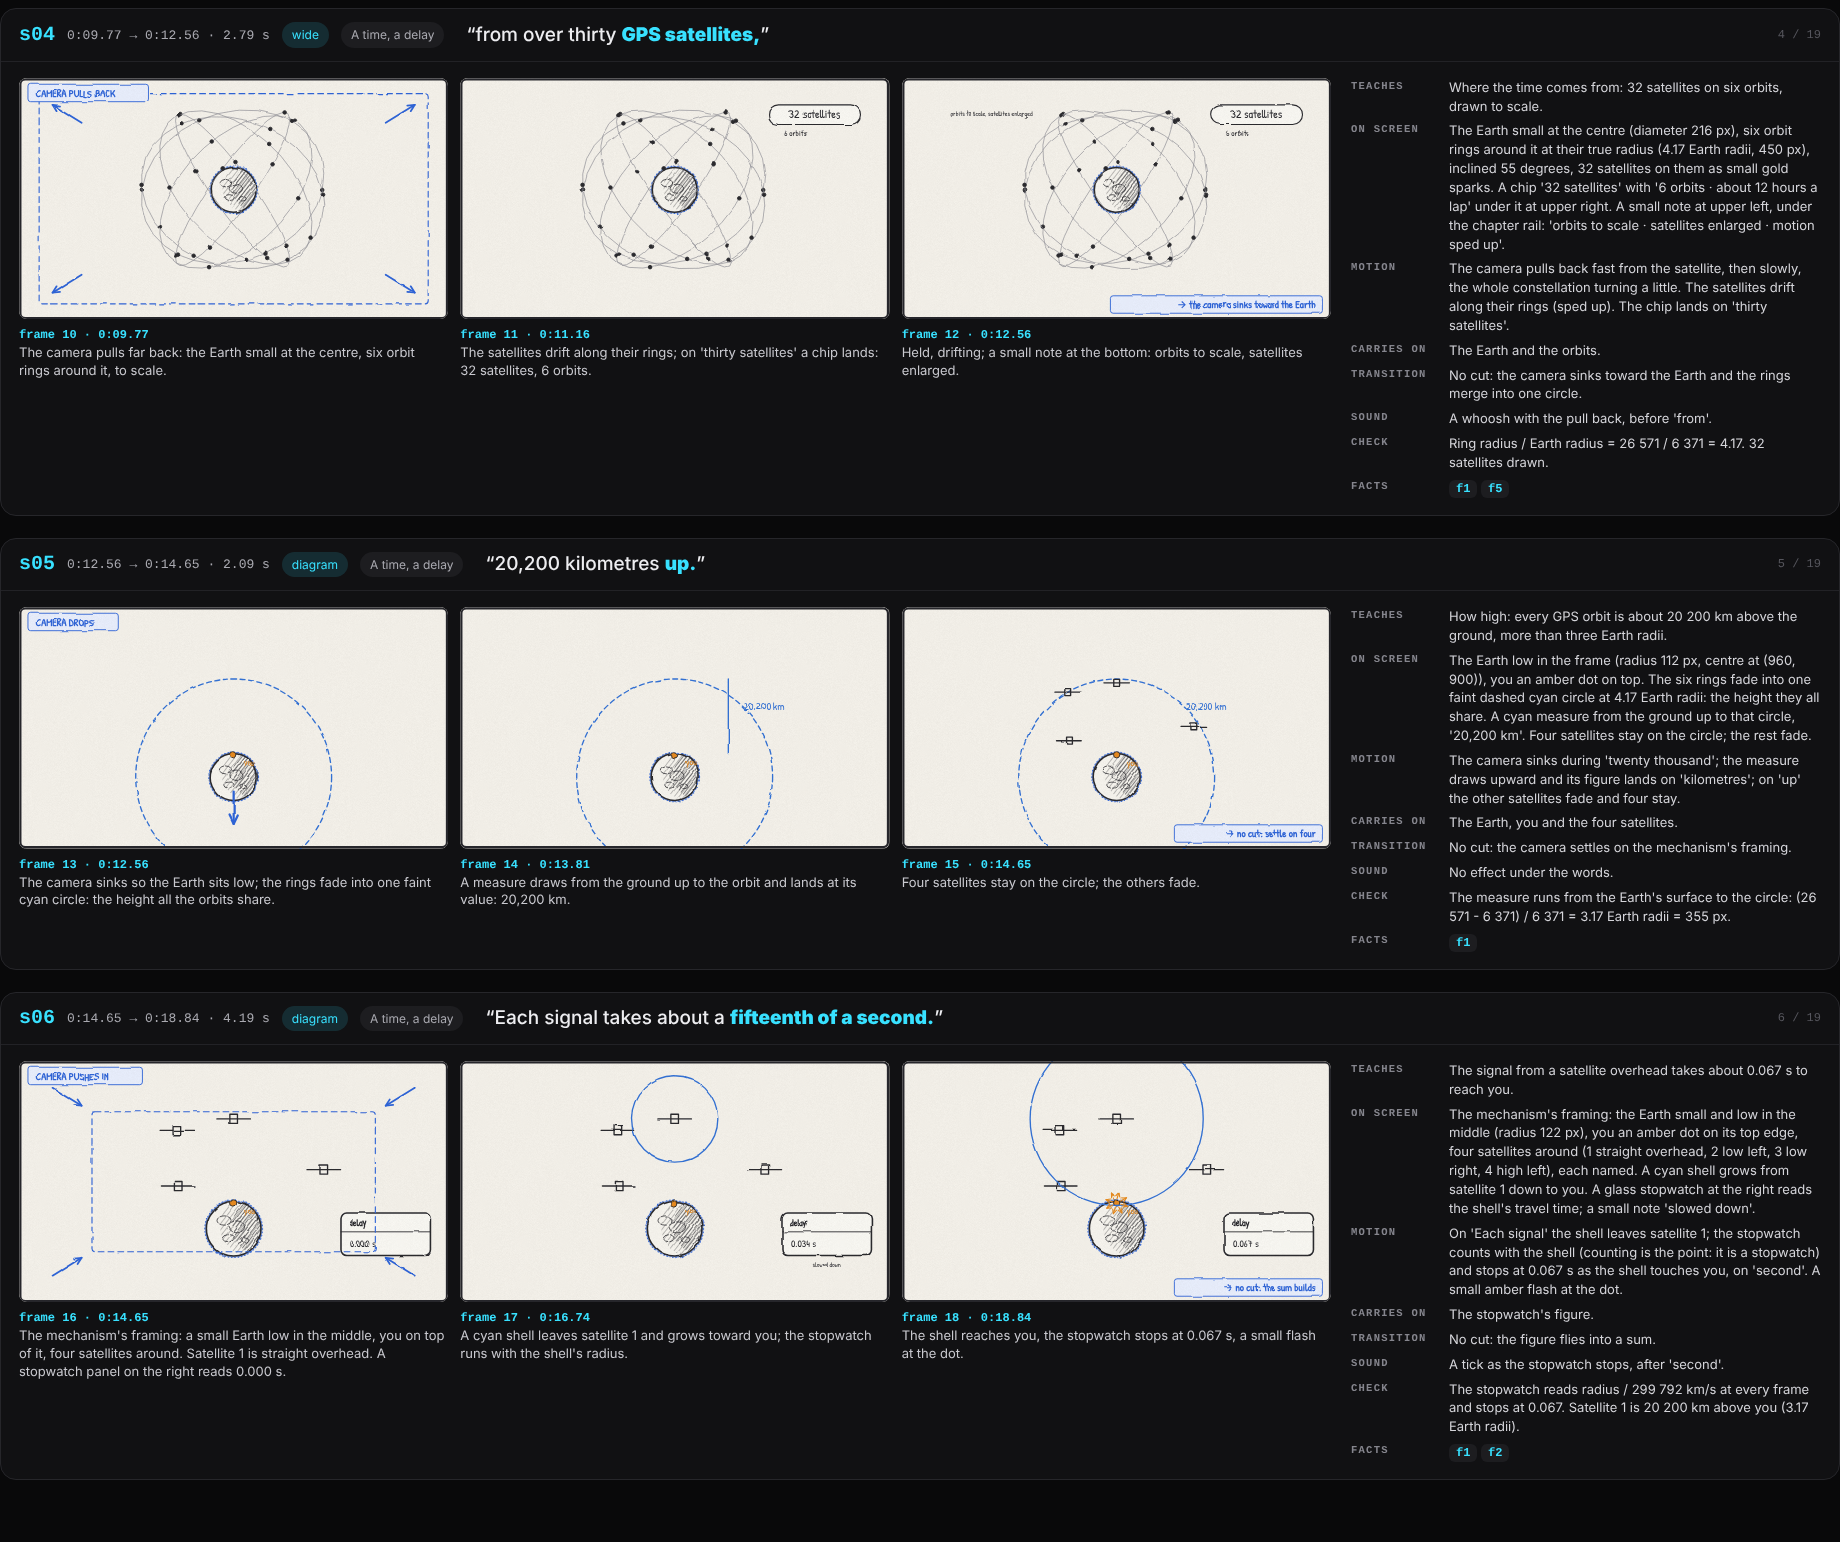 s04 0:09.77 → 0:12.56 · 2.79 s wide A time, a delay “from over thirty GPS satellites,” 4 / 19
CAMERA PULLS BACK
32 satellites
6 orbits
orbits to scale, satellites enlarged
32 satellites
6 orbits
→ the camera sinks toward the Earth
frame 10 · 0:09.77
The camera pulls far back: the Earth small at the centre, six orbit
rings around it, to scale.
frame 11 · 0:11.16
The satellites drift along their rings; on 'thirty satellites' a chip lands:
32 satellites, 6 orbits.
frame 12 · 0:12.56
Held, drifting; a small note at the bottom: orbits to scale, satellites
enlarged.
TEACHES Where the time comes from: 32 satellites on six orbits,
drawn to scale.
ON SCREEN The Earth small at the centre (diameter 216 px), six orbit
rings around it at their true radius (4.17 Earth radii, 450 px),
inclined 55 degrees, 32 satellites on them as small gold
sparks. A chip '32 satellites' with '6 orbits · about 12 hours a
lap' under it at upper right. A small note at upper left, under
the chapter rail: 'orbits to scale · satellites enlarged · motion
sped up'.
MOTION The camera pulls back fast from the satellite, then slowly,
the whole constellation turning a little. The satellites drift
along their rings (sped up). The chip lands on 'thirty
satellites'.
CARRIES ON The Earth and the orbits.
TRANSITION No cut: the camera sinks toward the Earth and the rings
merge into one circle.
SOUND A whoosh with the pull back, before 'from'.
CHECK Ring radius / Earth radius = 26 571 / 6 371 = 4.17. 32
satellites drawn.
FACTS f1 f5
s05 0:12.56 → 0:14.65 · 2.09 s diagram A time, a delay “20,200 kilometres up.” 5 / 19
CAMERA DROPS
20,200 km
20,200 km
→ no cut: settle on four
frame 13 · 0:12.56
The camera sinks so the Earth sits low; the rings fade into one faint
cyan circle: the height all the orbits share.
frame 14 · 0:13.81
A measure draws from the ground up to the orbit and lands at its
value: 20,200 km.
frame 15 · 0:14.65
Four satellites stay on the circle; the others fade.
TEACHES How high: every GPS orbit is about 20 200 km above the
ground, more than three Earth radii.
ON SCREEN The Earth low in the frame (radius 112 px, centre at (960,
900)), you an amber dot on top. The six rings fade into one
faint dashed cyan circle at 4.17 Earth radii: the height they all
share. A cyan measure from the ground up to that circle,
'20,200 km'. Four satellites stay on the circle; the rest fade.
MOTION The camera sinks during 'twenty thousand'; the measure
draws upward and its figure lands on 'kilometres'; on 'up'
the other satellites fade and four stay.
CARRIES ON The Earth, you and the four satellites.
TRANSITION No cut: the camera settles on the mechanism's framing.
SOUND No effect under the words.
CHECK The measure runs from the Earth's surface to the circle: (26
571 - 6 371) / 6 371 = 3.17 Earth radii = 355 px.
FACTS f1
s06 0:14.65 → 0:18.84 · 4.19 s diagram A time, a delay “Each signal takes about a fifteenth of a second.” 6 / 19
CAMERA PUSHES IN
delay
0.000 s
delay
0.034 s
slowed down
delay
0.067 s
→ no cut: the sum builds
frame 16 · 0:14.65
The mechanism's framing: a small Earth low in the middle, you on top
of it, four satellites around. Satellite 1 is straight overhead. A
stopwatch panel on the right reads 0.000 s.
frame 17 · 0:16.74
A cyan shell leaves satellite 1 and grows toward you; the stopwatch
runs with the shell's radius.
frame 18 · 0:18.84
The shell reaches you, the stopwatch stops at 0.067 s, a small flash
at the dot.
TEACHES The signal from a satellite overhead takes about 0.067 s to
reach you.
ON SCREEN The mechanism's framing: the Earth small and low in the
middle (radius 122 px), you an amber dot on its top edge,
four satellites around (1 straight overhead, 2 low left, 3 low
right, 4 high left), each named. A cyan shell grows from
satellite 1 down to you. A glass stopwatch at the right reads
the shell's travel time; a small note 'slowed down'.
MOTION On 'Each signal' the shell leaves satellite 1; the stopwatch
counts with the shell (counting is the point: it is a stopwatch)
and stops at 0.067 s as the shell touches you, on 'second'. A
small amber flash at the dot.
CARRIES ON The stopwatch's figure.
TRANSITION No cut: the figure flies into a sum.
SOUND A tick as the stopwatch stops, after 'second'.
CHECK The stopwatch reads radius / 299 792 km/s at every frame
and stops at 0.067. Satellite 1 is 20 200 km above you (3.17
Earth radii).
FACTS f1 f2